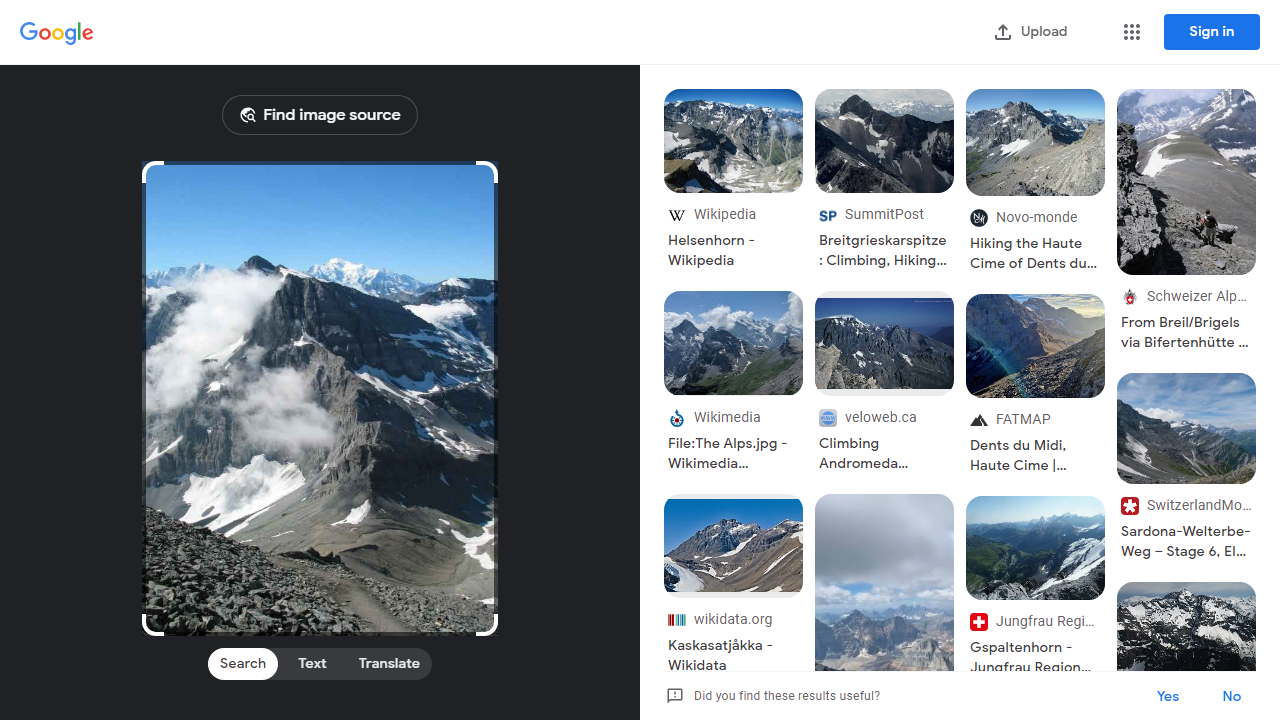 Google
Upload
Sign in
Find image source
Search
Text
Translate
Wikipedia
Helsenhorn -
Wikipedia
SummitPost
Breitgrieskarspitze
: Climbing, Hiking...
Novo-monde
Hiking the Haute
Cime of Dents du...
Schweizer Alp...
From Breil/Brigels
via Bifertenhütte ...
Wikimedia
File:The Alps.jpg -
Wikimedia...
veloweb.ca
Climbing
Andromeda...
FATMAP
Dents du Midi,
Haute Cime |...
SwitzerlandMo...
Sardona-Welterbe-
Weg – Stage 6, El...
wikidata.org
Kaskasatjåkka -
Wikidata
Jungfrau Regi...
Gspaltenhorn -
Jungfrau Region...
Did you find these results useful?
Yes
No